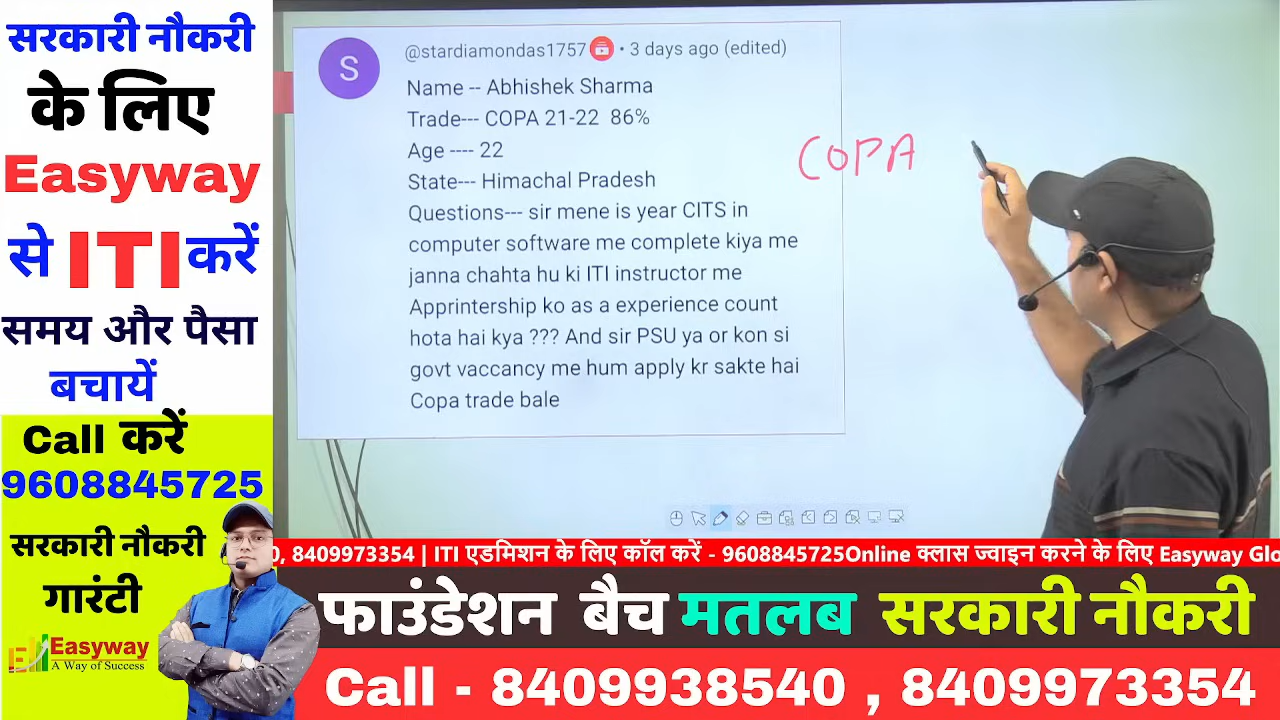 सरकारी नौकरी
के लिए
Easyway
से ITI करें
समय और पैसा
बचायें
Call करें
9608845725
सरकारी नौकरी
गारंटी
Easyway
A Way of Success
S
@stardiamondas1757 • 3 days ago (edited)
Name -- Abhishek Sharma
Trade--- COPA 21-22 86%
Age ---- 22
State--- Himachal Pradesh
Questions--- sir mene is year CITS in
computer software me complete kiya me
janna chahta hu ki ITI instructor me
Apprintership ko as a experience count
hota hai kya ??? And sir PSU ya or kon si
govt vaccancy me hum apply kr sakte hai
Copa trade bale
COPA
0, 8409973354 | ITI एडमिशन के लिए कॉल करें - 9608845725Online क्लास ज्वाइन करने के लिए Easyway Glo
फाउंडेशन बैच मतलब सरकारी नौकरी
Call - 8409938540 , 8409973354